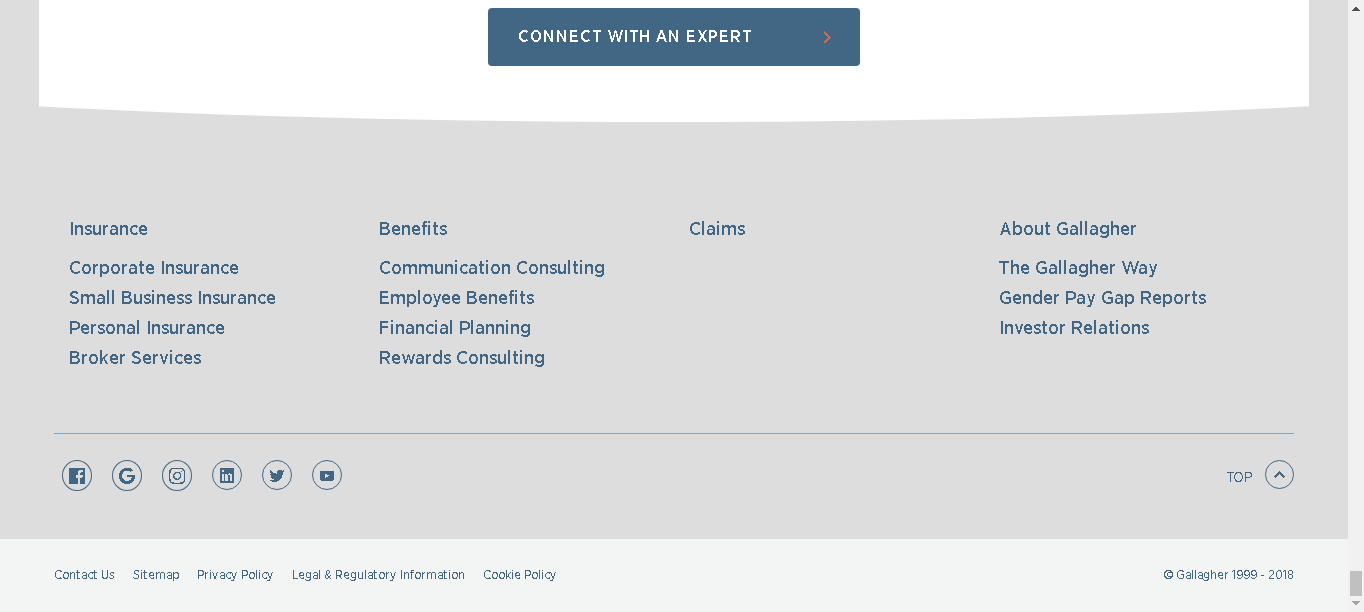 CONNECT WITH AN EXPERT
Insurance
Corporate Insurance
Small Business Insurance
Personal Insurance
Broker Services
Benefits
Communication Consulting
Employee Benefits
Financial Planning
Rewards Consulting
Claims
About Gallagher
The Gallagher Way
Gender Pay Gap Reports
Investor Relations
TOP
Contact Us Sitemap Privacy Policy Legal & Regulatory Information Cookie Policy
© Gallagher 1999 - 2018